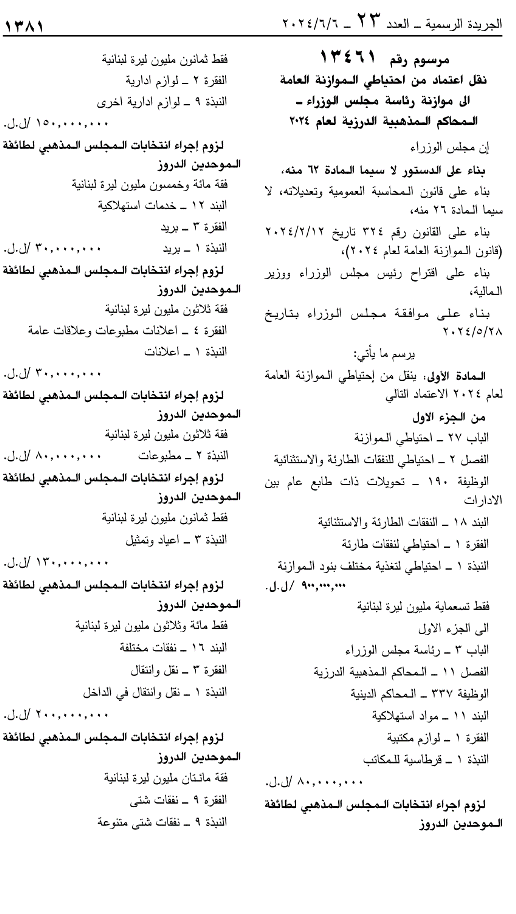 الجريدة الرسمية – العدد ٢٣ – ٢٠٢٤/٦/٦
١٣٨١
مرسوم رقم ١٣٤٦١
نقل اعتماد من احتياطي الموازنة العامة
الى موازنة رئاسة مجلس الوزراء –
المحاكم المذهبية الدرزية لعام ٢٠٢٤
إن مجلس الوزراء
بناء على الدستور لا سيما المادة ٦٢ منه،
بناء على قانون المحاسبة العمومية وتعديلاته، لا
سيما المادة ٢٦ منه،
بناء على القانون رقم ٣٢٤ تاريخ ٢٠٢٤/٢/١٢
(قانون الموازنة العامة لعام ٢٠٢٤)،
بناء على اقتراح رئيس مجلس الوزراء ووزير
المالية،
بناء على موافقة مجلس الوزراء بتاريخ
٢٠٢٤/٥/٢٨
يرسم ما يأتي:
المادة الأولى: ينقل من إحتياطي الموازنة العامة
لعام ٢٠٢٤ الاعتماد التالي
من الجزء الاول
الباب ٢٧ – احتياطي الموازنة
الفصل ٢ – احتياطي للنفقات الطارئة والاستثنائية
الوظيفة ١٩٠ – تحويلات ذات طابع عام بين
الادارات
البند ١٨ – النفقات الطارئة والاستثنائية
الفقرة ١ – احتياطي لنفقات طارئة
النبذة ١ – احتياطي لتغذية مختلف بنود الموازنة
٩٠٠,٠٠٠,٠٠٠ /ل.ل.
فقط تسعماية مليون ليرة لبنانية
الى الجزء الاول
الباب ٣ – رئاسة مجلس الوزراء
الفصل ١١ – المحاكم المذهبية الدرزية
الوظيفة ٣٣٧ – المحاكم الدينية
البند ١١ – مواد استهلاكية
الفقرة ١ – لوازم مكتبية
النبذة ١ – قرطاسية للمكاتب
٨٠,٠٠٠,٠٠٠ /ل.ل.
لزوم اجراء انتخابات المجلس المذهبي لطائفة
الموحدين الدروز
فقط ثمانون مليون ليرة لبنانية
الفقرة ٢ – لوازم ادارية
النبذة ٩ – لوازم ادارية اخرى
١٥٠,٠٠٠,٠٠٠ /ل.ل.
لزوم إجراء انتخابات المجلس المذهبي لطائفة
الموحدين الدروز
فقة مائة وخمسون مليون ليرة لبنانية
البند ١٢ – خدمات استهلاكية
الفقرة ٣ – بريد
النبذة ١ – بريد ٣٠,٠٠٠,٠٠٠ /ل.ل.
لزوم إجراء انتخابات المجلس المذهبي لطائفة
الموحدين الدروز
فقة ثلاثون مليون ليرة لبنانية
الفقرة ٤ – اعلانات مطبوعات وعلاقات عامة
النبذة ١ – اعلانات
٣٠,٠٠٠,٠٠٠ /ل.ل.
لزوم إجراء انتخابات المجلس المذهبي لطائفة
الموحدين الدروز
فقة ثلاثون مليون ليرة لبنانية
النبذة ٢ – مطبوعات ٨٠,٠٠٠,٠٠٠ /ل.ل.
لزوم إجراء انتخابات المجلس المذهبي لطائفة
الموحدين الدروز
فقط ثمانون مليون ليرة لبنانية
النبذة ٣ – اعياد وتمثيل
١٣٠,٠٠٠,٠٠٠ /ل.ل.
لزوم إجراء انتخابات المجلس المذهبي لطائفة
الموحدين الدروز
فقط مائة وثلاثون مليون ليرة لبنانية
البند ١٦ – نفقات مختلفة
الفقرة ٣ – نقل وانتقال
النبذة ١ – نقل وانتقال في الداخل
٢٠٠,٠٠٠,٠٠٠ /ل.ل.
لزوم إجراء انتخابات المجلس المذهبي لطائفة
الموحدين الدروز
فقة مائتان مليون ليرة لبنانية
الفقرة ٩ – نفقات شتى
النبذة ٩ – نفقات شتى متنوعة